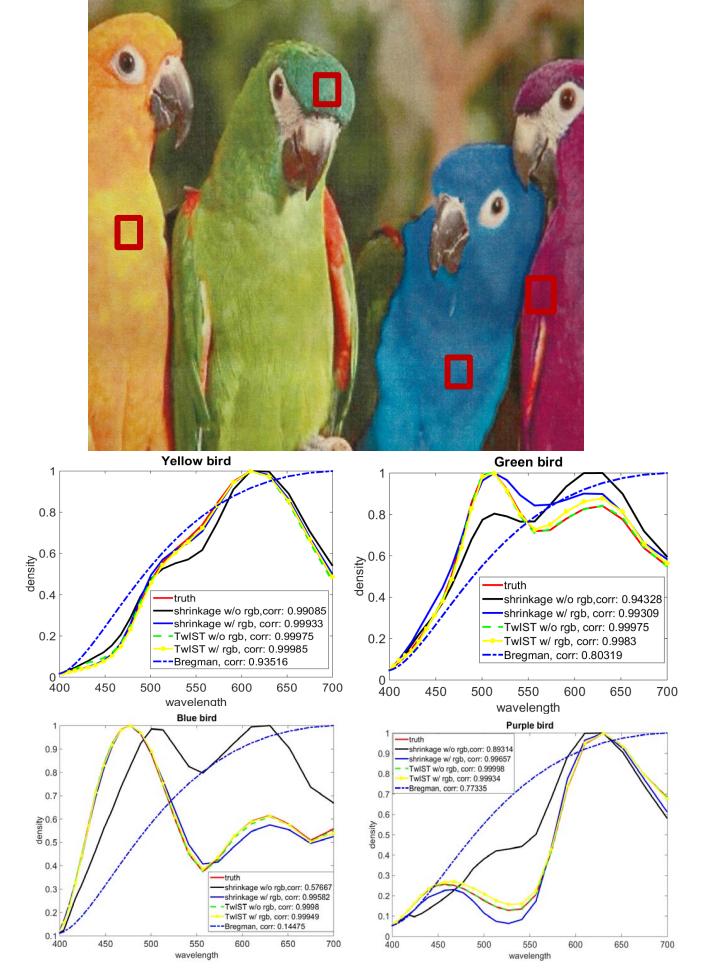 Yellow bird
1
0.8
0.6
0.4
0.2
0
400 450 500 550 600 650 700
density
wavelength
truth
shrinkage w/o rgb,corr: 0.99085
shrinkage w/ rgb, corr: 0.99933
TwIST w/o rgb, corr: 0.99975
TwIST w/ rgb, corr: 0.99985
Bregman, corr: 0.93516
Green bird
1
0.8
0.6
0.4
0.2
0
400 450 500 550 600 650 700
density
wavelength
truth
shrinkage w/o rgb,corr: 0.94328
shrinkage w/ rgb, corr: 0.99309
TwIST w/o rgb, corr: 0.99975
TwIST w/ rgb, corr: 0.9983
Bregman, corr: 0.80319
Blue bird
1
0.9
0.8
0.7
0.6
0.5
0.4
0.3
0.2
0.1
400 450 500 550 600 650 700
density
wavelength
truth
shrinkage w/o rgb,corr: 0.57667
shrinkage w/ rgb, corr: 0.99582
TwIST w/o rgb, corr: 0.9998
TwIST w/ rgb, corr: 0.99949
Bregman, corr: 0.14475
Purple bird
1
0.9
0.8
0.7
0.6
0.5
0.4
0.3
0.2
0.1
0
400 450 500 550 600 650 700
density
wavelength
truth
shrinkage w/o rgb,corr: 0.89314
shrinkage w/ rgb, corr: 0.99657
TwIST w/o rgb, corr: 0.99998
TwIST w/ rgb, corr: 0.99934
Bregman, corr: 0.77335